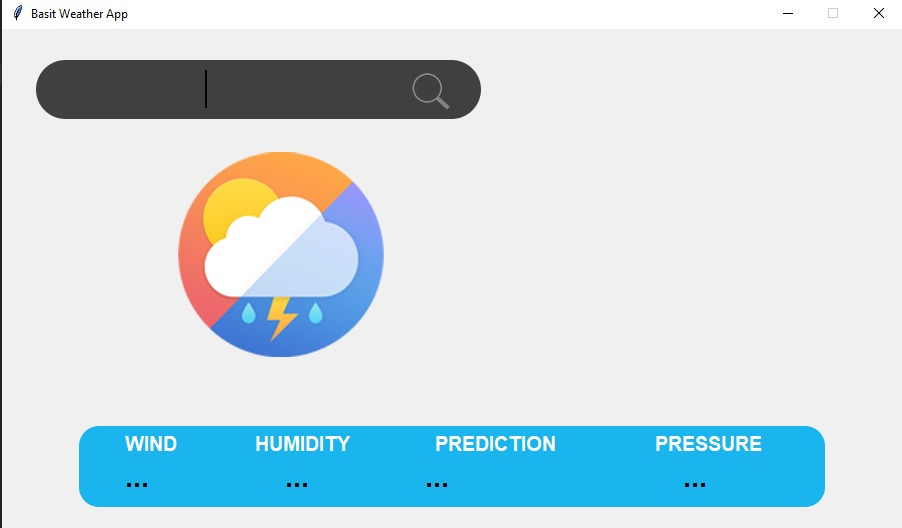 Basit Weather App
WIND HUMIDITY PREDICTION PRESSURE
... ... ... ...